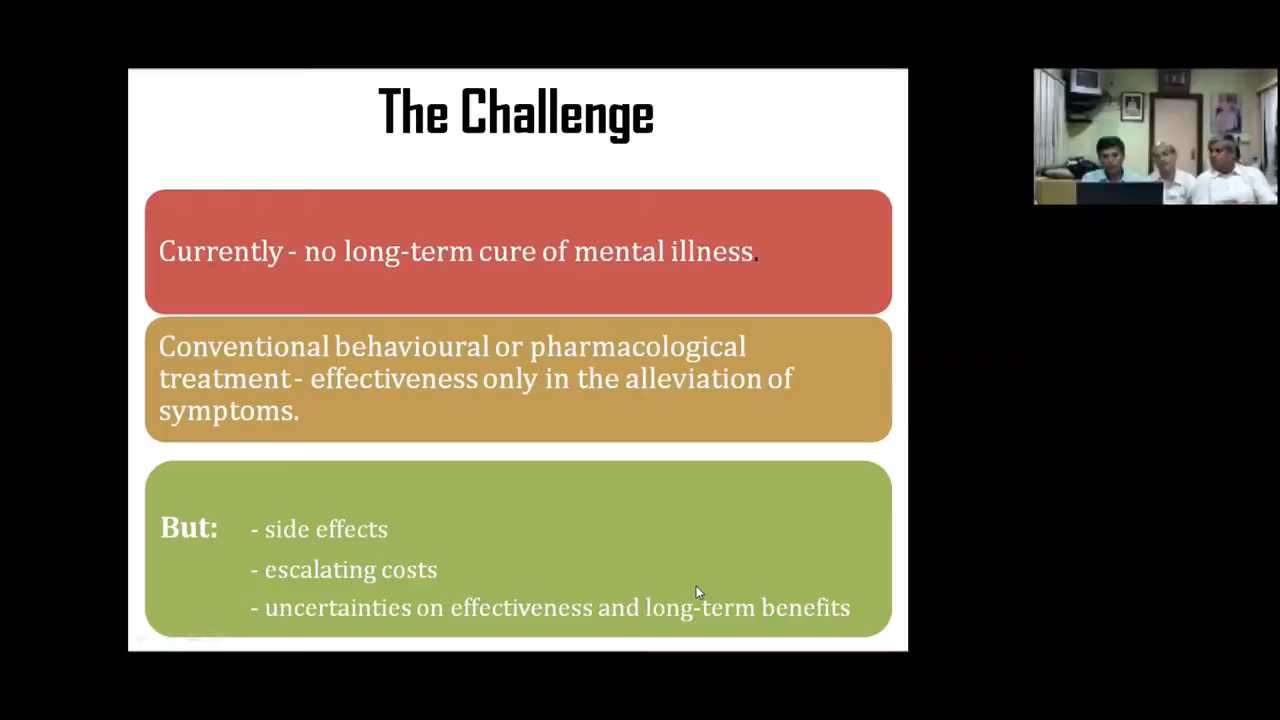 The Challenge
Currently - no long-term cure of mental illness.
Conventional behavioural or pharmacological
treatment - effectiveness only in the alleviation of
symptoms.
But: - side effects
- escalating costs
- uncertainties on effectiveness and long-term benefits